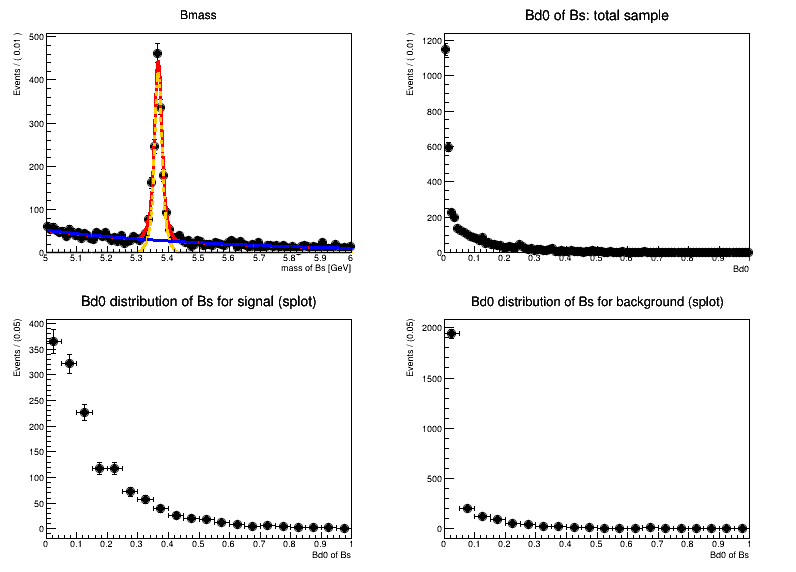 Bmass
Events / ( 0.01 )
500
400
300
200
100
0
5 5.1 5.2 5.3 5.4 5.5 5.6 5.7 5.8 5.9 6
mass of Bs [GeV]
Bd0 of Bs: total sample
Events / ( 0.01 )
1200
1000
800
600
400
200
0
0 0.1 0.2 0.3 0.4 0.5 0.6 0.7 0.8 0.9 1
Bd0
Bd0 distribution of Bs for signal (splot)
Events / (0.05)
400
350
300
250
200
150
100
50
0
0 0.1 0.2 0.3 0.4 0.5 0.6 0.7 0.8 0.9 1
Bd0 of Bs
Bd0 distribution of Bs for background (splot)
Events / (0.05)
2000
1500
1000
500
0
0 0.1 0.2 0.3 0.4 0.5 0.6 0.7 0.8 0.9 1
Bd0 of Bs